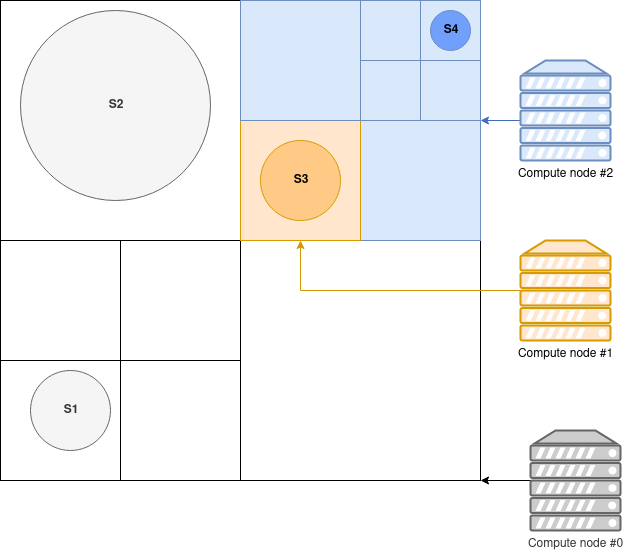 S4
S2
Compute node #2
S3
Compute node #1
S1
Compute node #0